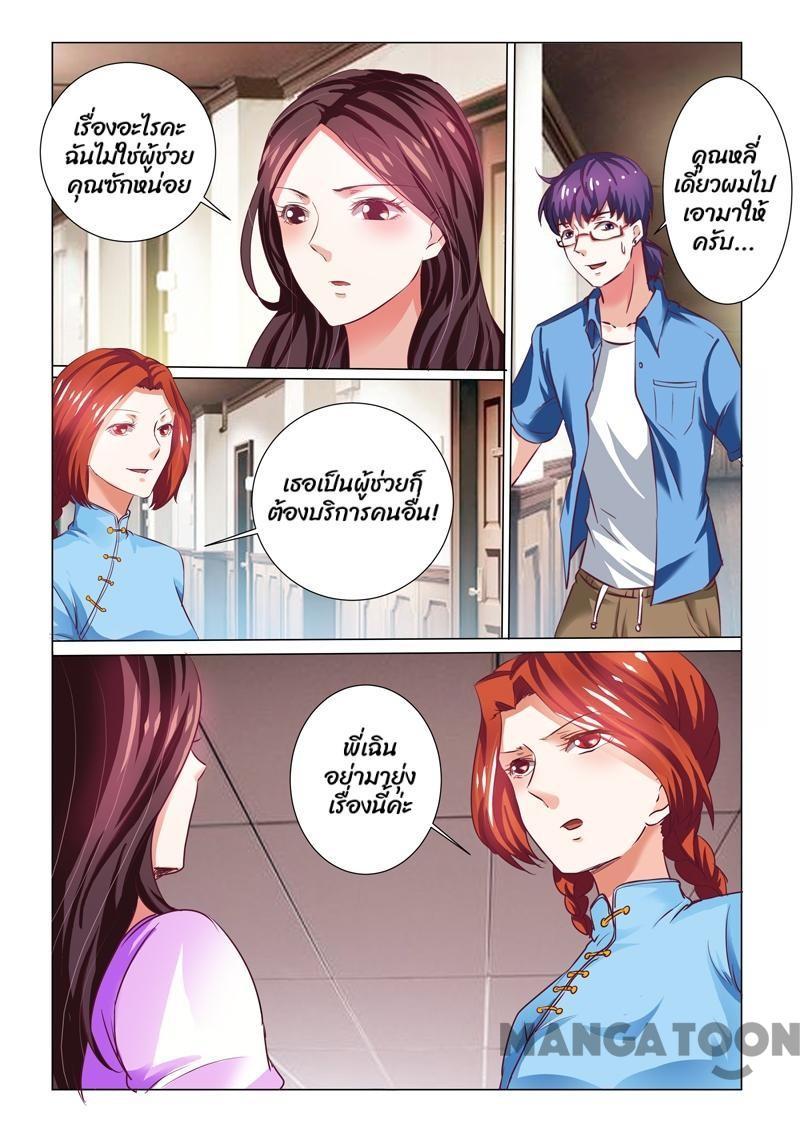 เรื่องอะไรคะ
ฉันไม่ใช่ผู้ช่วย
คุณซักหน่อย
คุณหลี่
เดี๋ยวผมไป
เอามาให้
ครับ...
เธอเป็นผู้ช่วยก็
ต้องบริการคนอื่น!
พี่เฉิน
อย่ามายุ่ง
เรื่องนี้ค่ะ
MANGATOON